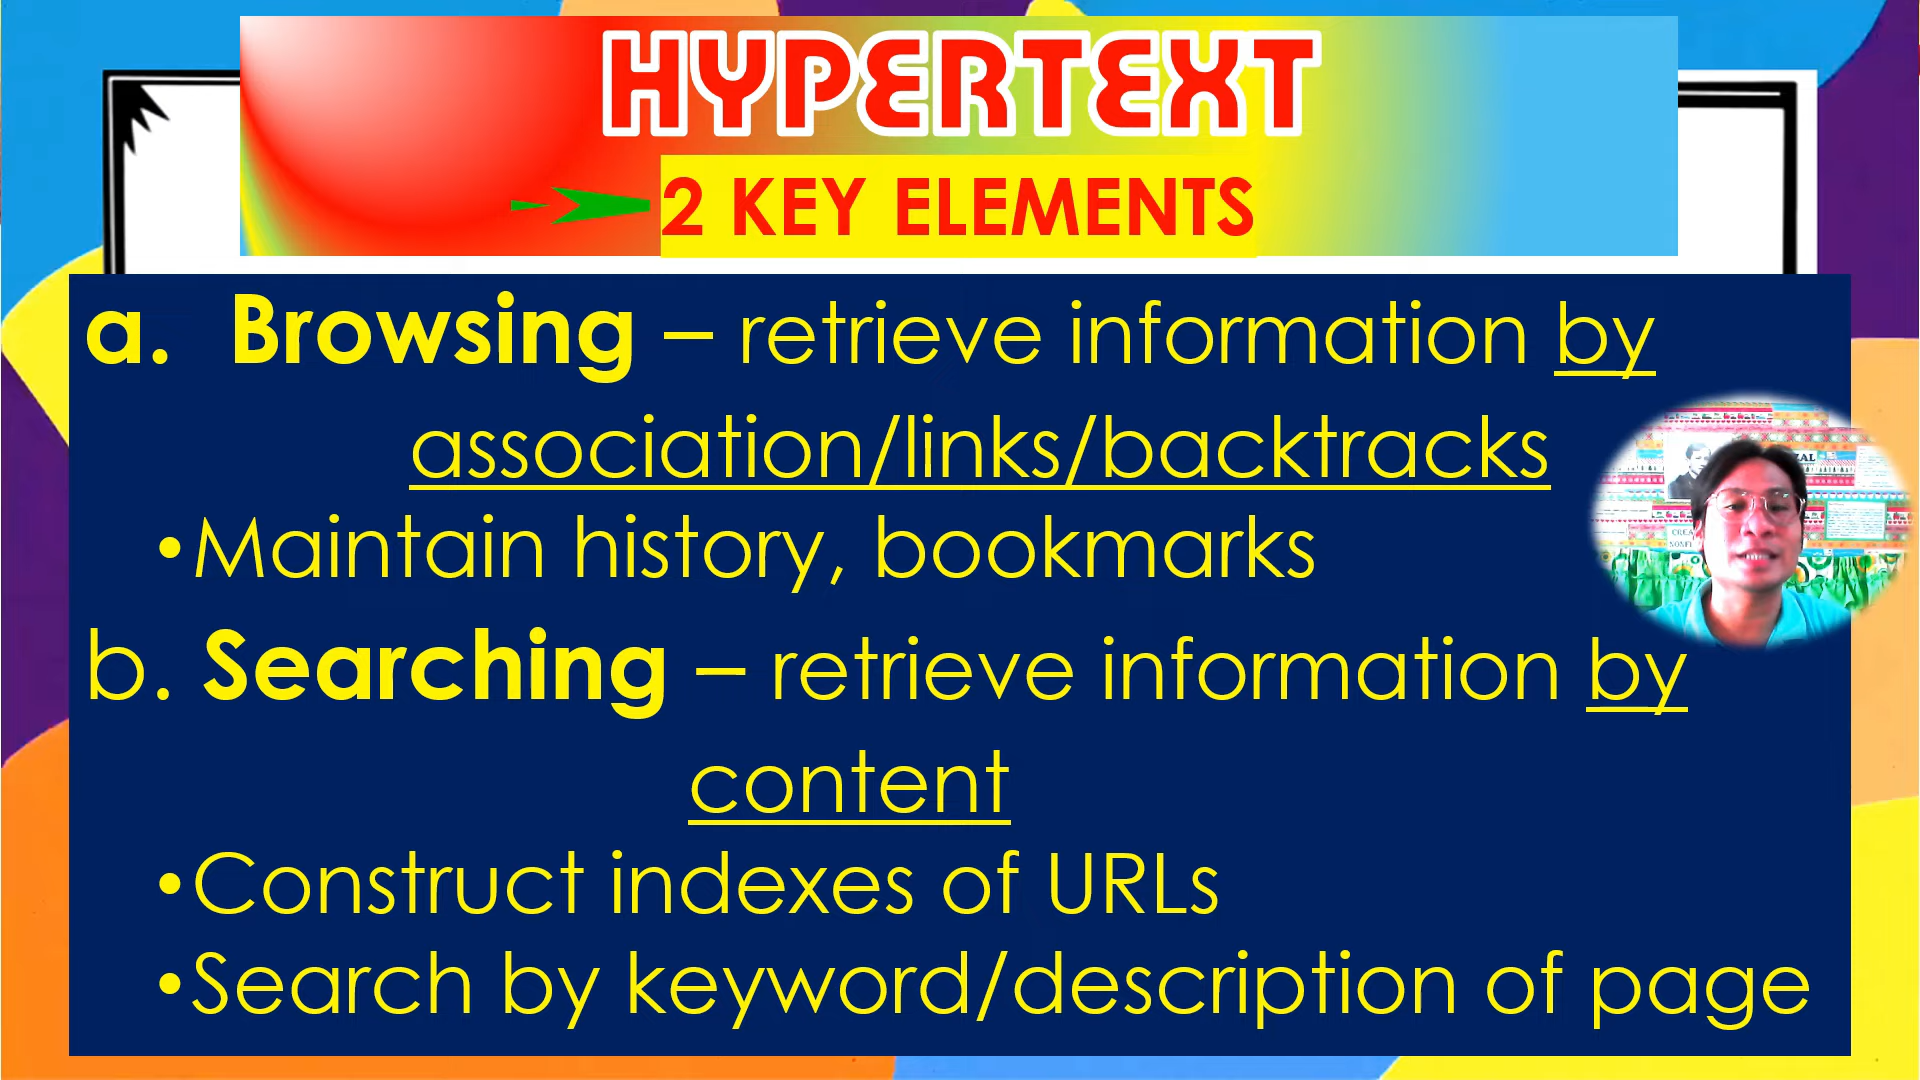 HYPERTEXT
2 KEY ELEMENTS
a. Browsing – retrieve information by
association/links/backtracks
•Maintain history, bookmarks
b. Searching – retrieve information by
content
•Construct indexes of URLs
•Search by keyword/description of page